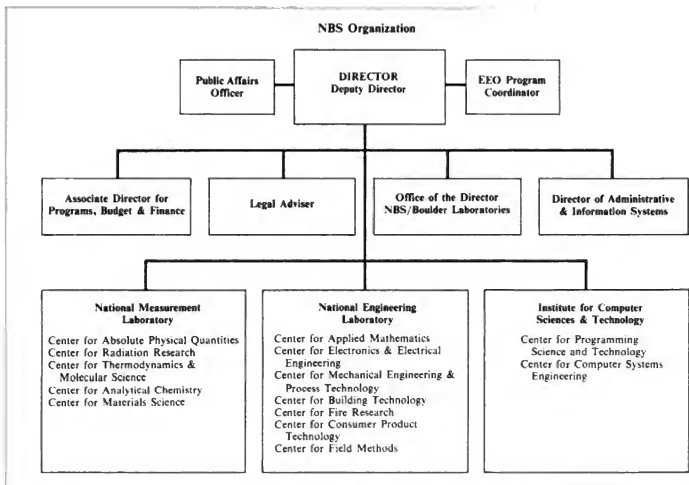 NBS Organization
Public Affairs
Officer
DIRECTOR
Deputy Director
EEO Program
Coordinator
Associate Director for
Programs, Budget & Finance
Legal Adviser
Office of the Director
NBS/Boulder Laboratories
Director of Administrative
& Information Systems
National Measurement
Laboratory
Center for Absolute Physical Quantities
Center for Radiation Research
Center for Thermodynamics &
Molecular Science
Center for Analytical Chemistry
Center for Materials Science
National Engineering
Laboratory
Center for Applied Mathematics
Center for Electronics & Electrical
Engineering
Center for Mechanical Engineering &
Process Technology
Center for Building Technology
Center for Fire Research
Center for Consumer Product
Technology
Center for Field Methods
Institute for Computer
Sciences & Technology
Center for Programming
Science and Technology
Center for Computer Systems
Engineering